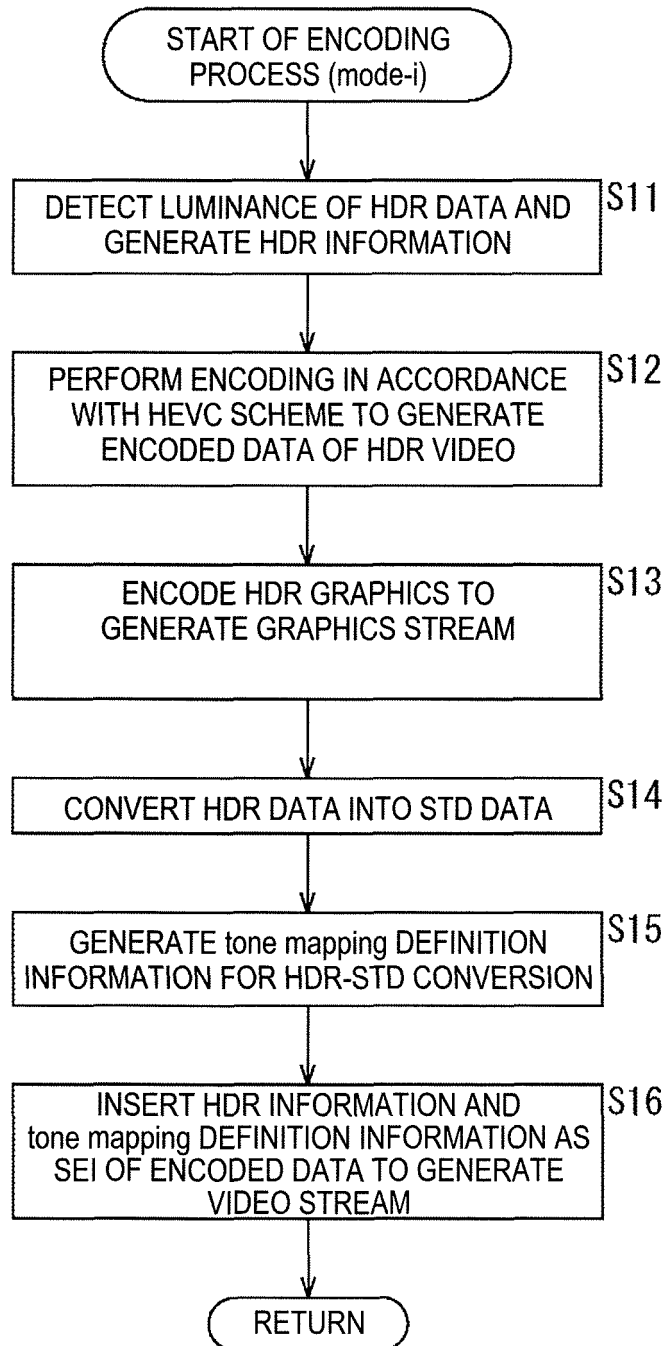 START OF ENCODING
PROCESS (mode-i)
S11
DETECT LUMINANCE OF HDR DATA AND
GENERATE HDR INFORMATION
S12
PERFORM ENCODING IN ACCORDANCE
WITH HEVC SCHEME TO GENERATE
ENCODED DATA OF HDR VIDEO
S13
ENCODE HDR GRAPHICS TO
GENERATE GRAPHICS STREAM
S14
CONVERT HDR DATA INTO STD DATA
S15
GENERATE tone mapping DEFINITION
INFORMATION FOR HDR-STD CONVERSION
S16
INSERT HDR INFORMATION AND
tone mapping DEFINITION INFORMATION AS
SEI OF ENCODED DATA TO GENERATE
VIDEO STREAM
RETURN